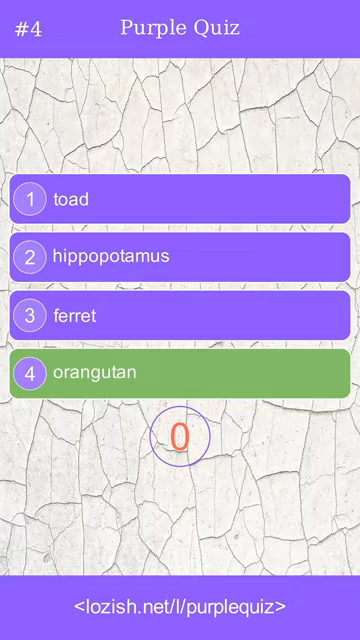 #4
Purple Quiz
1 toad
2 hippopotamus
3 ferret
4 orangutan
0
<lozish.net/l/purplequiz>